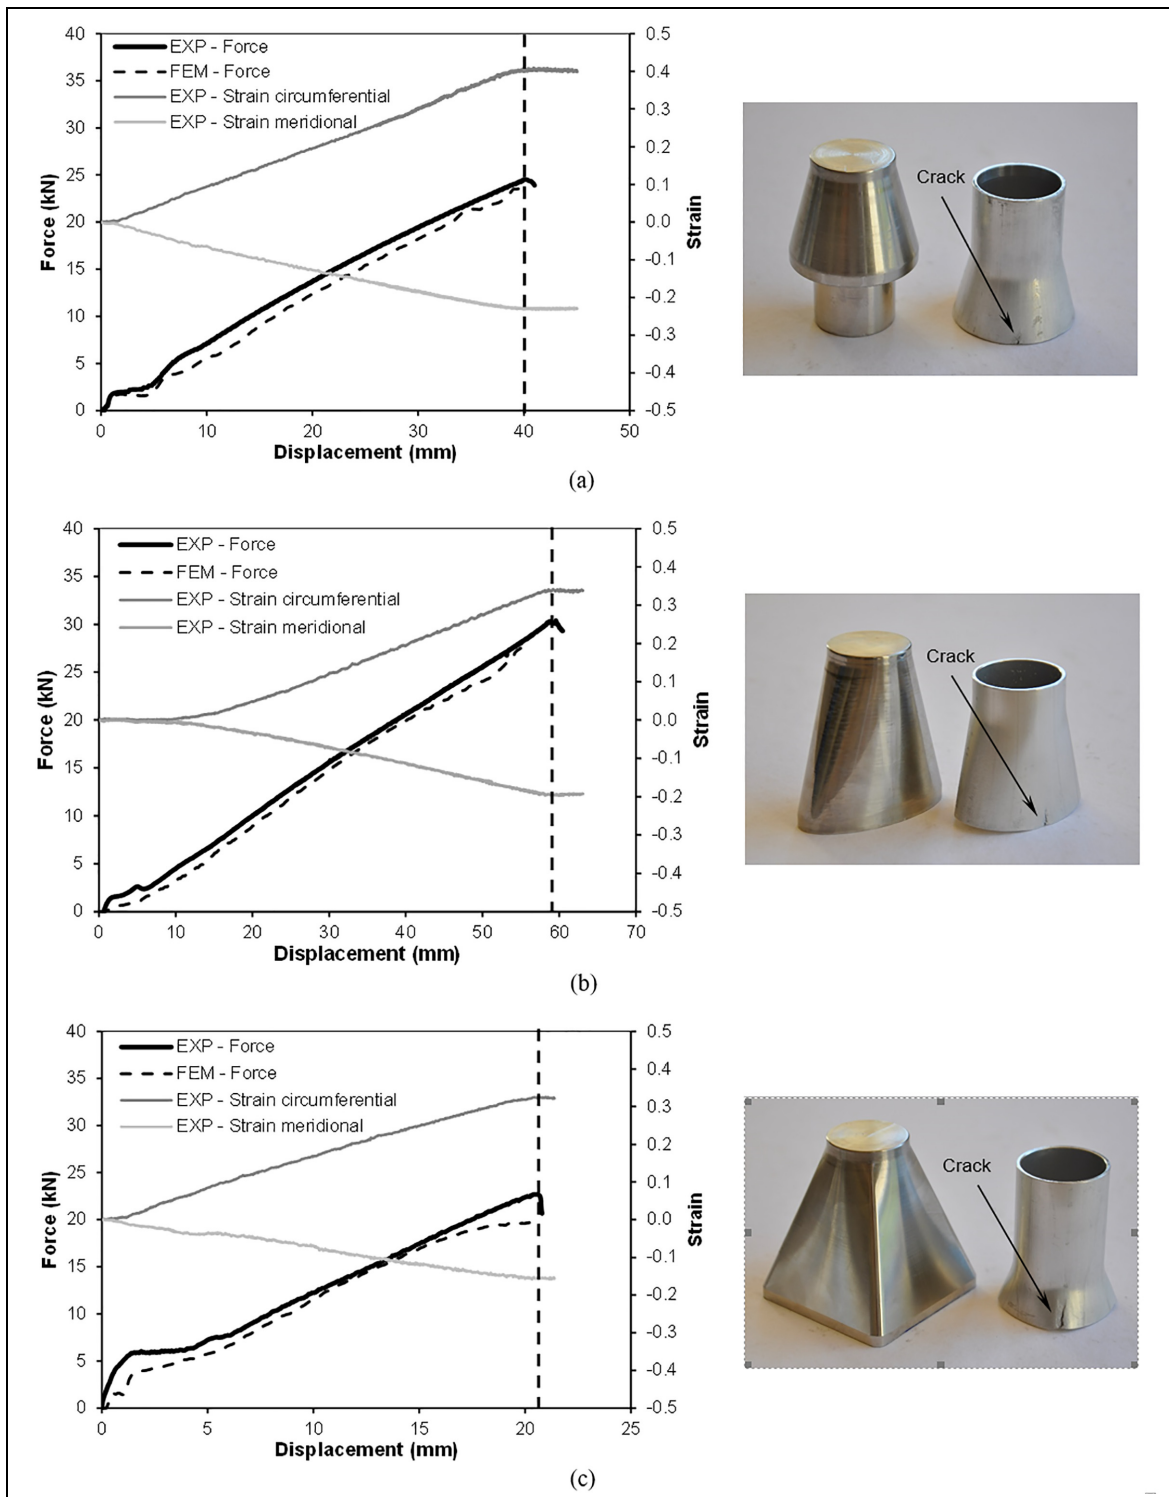 EXP - Force
FEM - Force
EXP - Strain circumferential
EXP - Strain meridional
40
35
30
25
20
15
10
5
0
Force (kN)
0.5
0.4
0.3
0.2
0.1
0.0
-0.1
-0.2
-0.3
-0.4
-0.5
Strain
0 10 20 30 40 50
Displacement (mm)
Crack
(a)
EXP - Force
FEM - Force
EXP - Strain circumferential
EXP - Strain meridional
40
35
30
25
20
15
10
5
0
Force (kN)
0.5
0.4
0.3
0.2
0.1
0.0
-0.1
-0.2
-0.3
-0.4
-0.5
Strain
0 10 20 30 40 50 60 70
Displacement (mm)
Crack
(b)
EXP - Force
FEM - Force
EXP - Strain circumferential
EXP - Strain meridional
40
35
30
25
20
15
10
5
0
Force (kN)
0.5
0.4
0.3
0.2
0.1
0.0
-0.1
-0.2
-0.3
-0.4
-0.5
Strain
0 5 10 15 20 25
Displacement (mm)
Crack
(c)